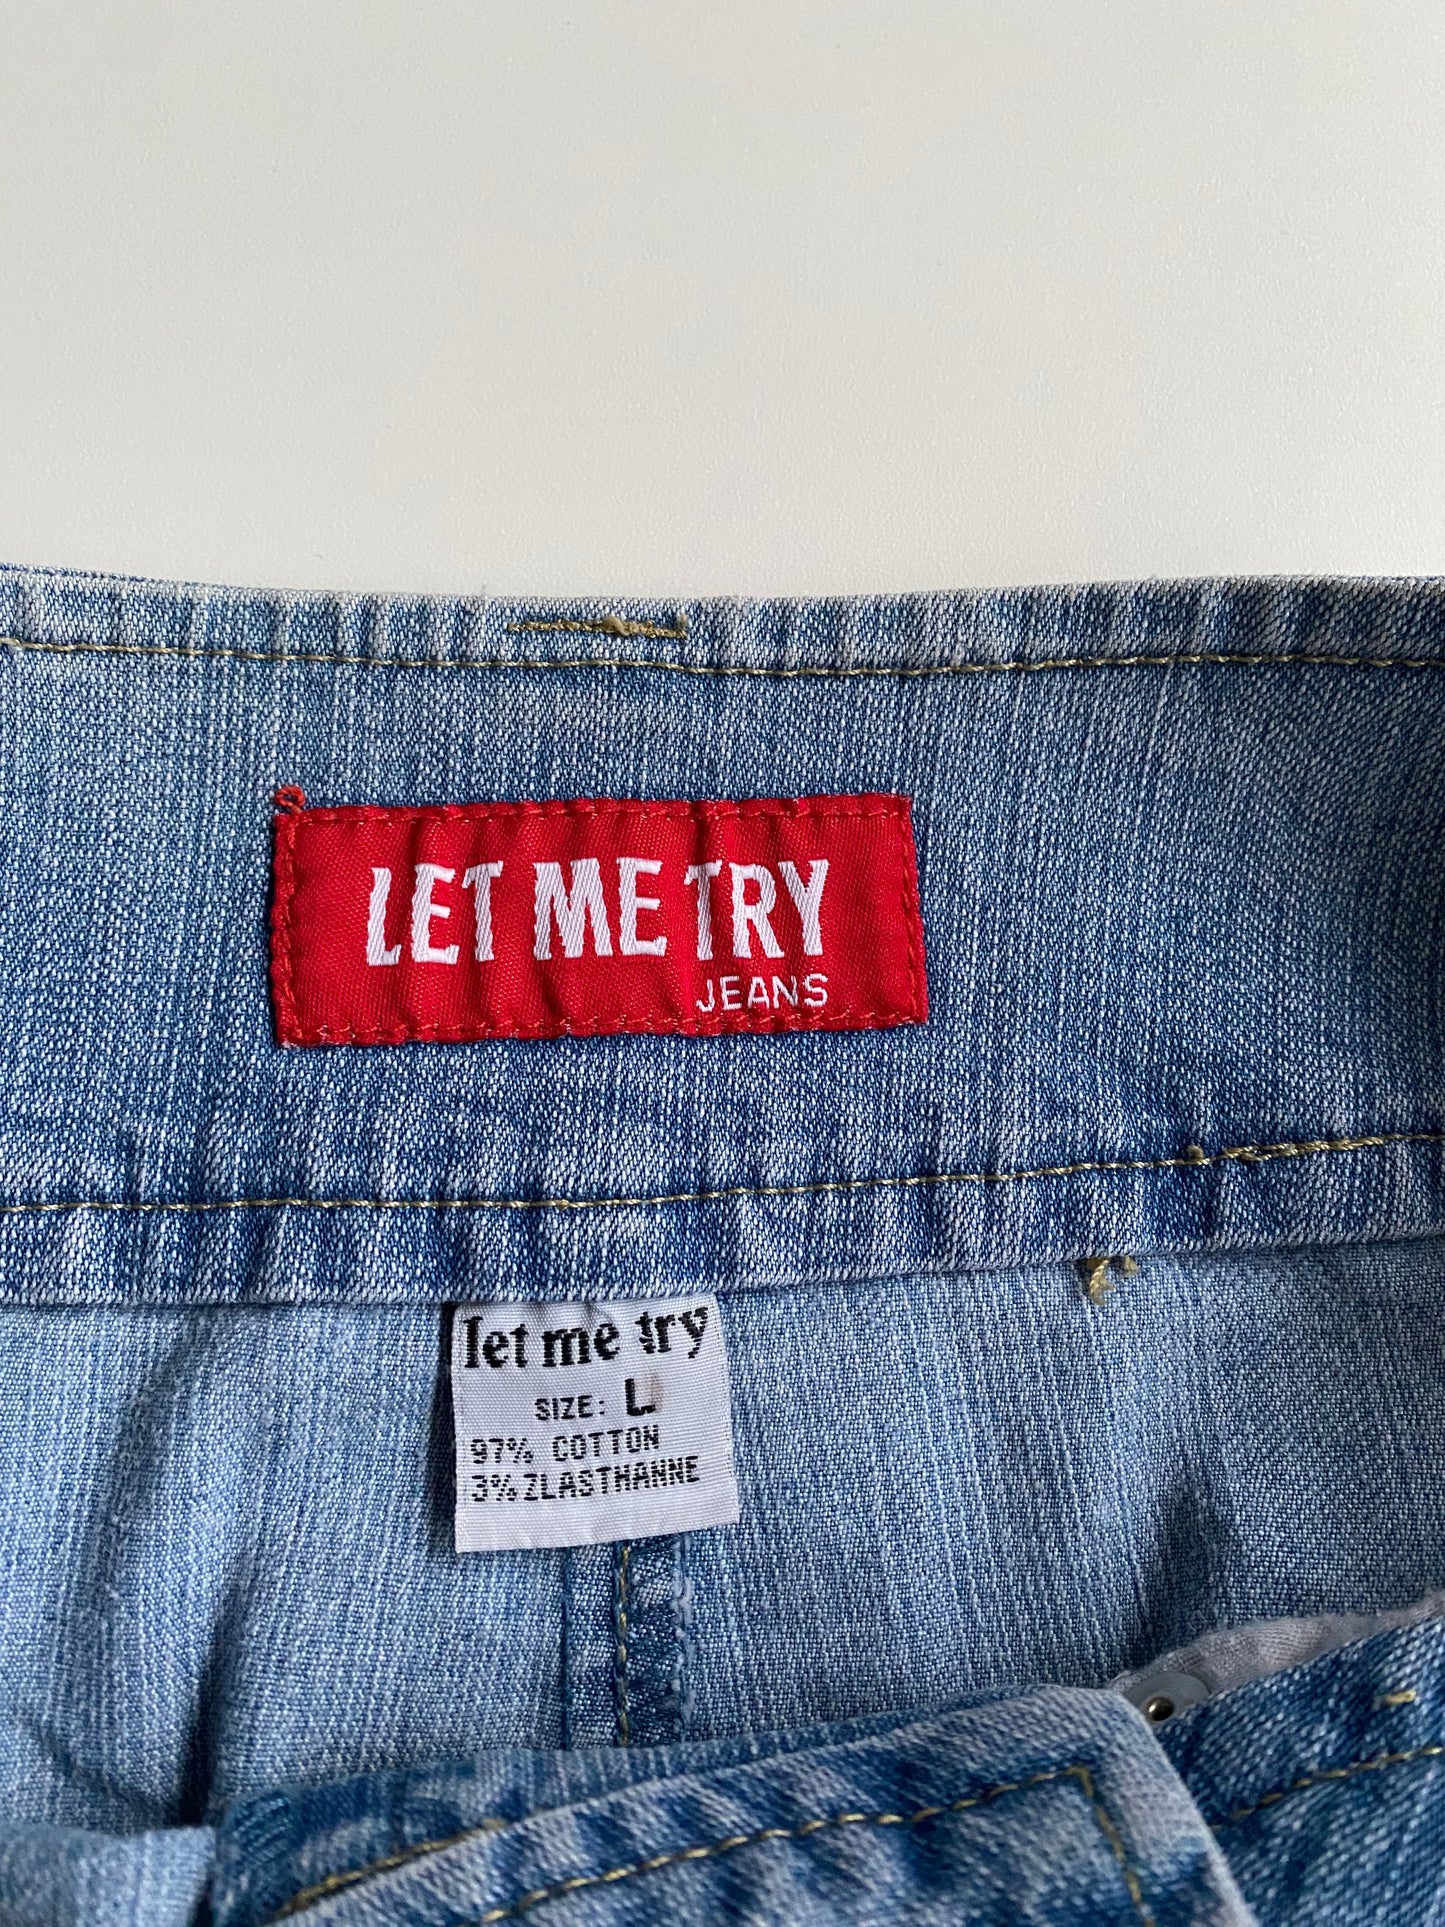 LET ME TRY
JEANS
let me try
SIZE: L
97% COTTON
3% ZLASTHANNE